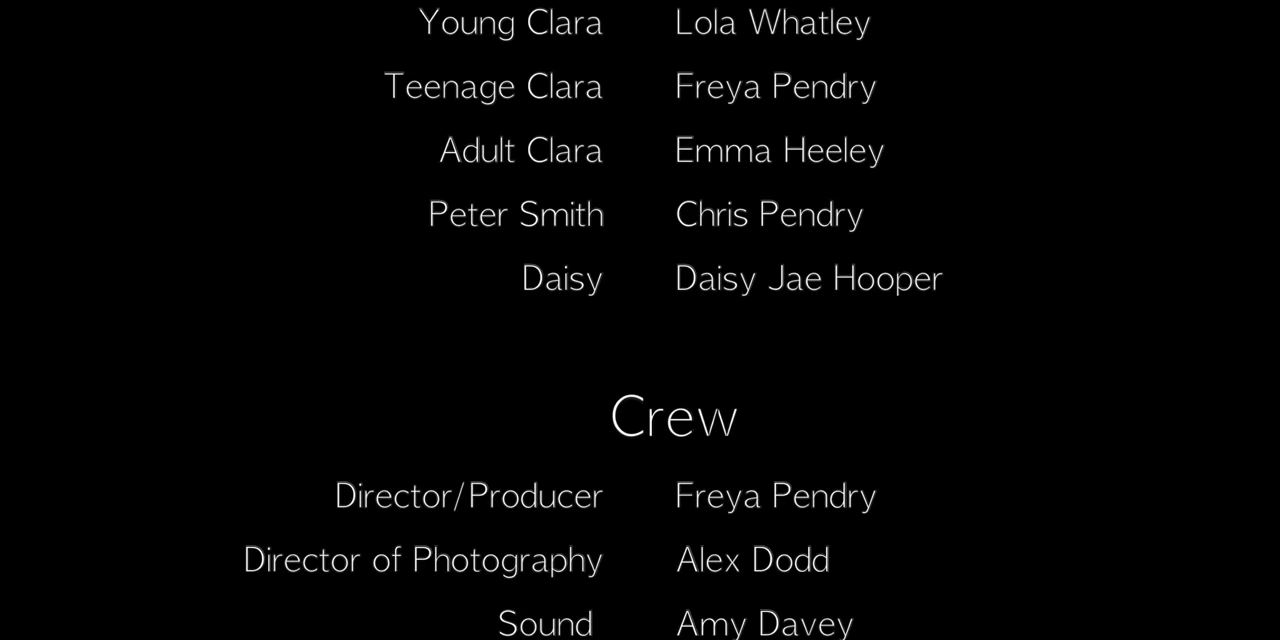 Young Clara Lola Whatley
Teenage Clara Freya Pendry
Adult Clara Emma Heeley
Peter Smith Chris Pendry
Daisy Daisy Jae Hooper
Crew
Director/Producer Freya Pendry
Director of Photography Alex Dodd
Sound Amy Davey